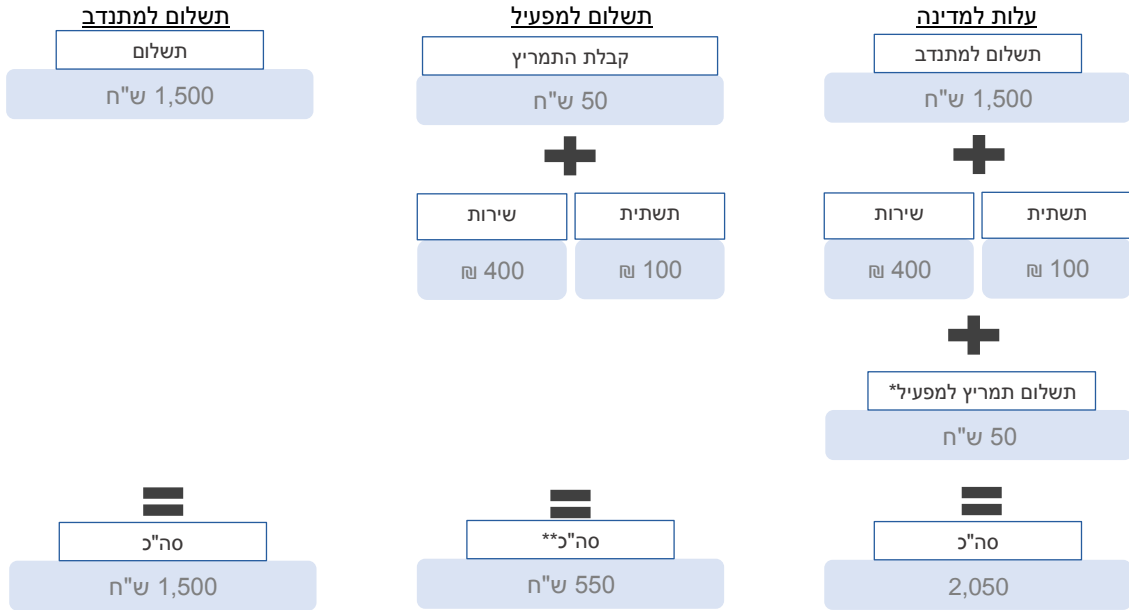 עלות למדינה
תשלום למתנדב
1,500 ש"ח
תשתית
שירות
100 ₪
400 ₪
תשלום תמריץ למפעיל*
50 ש"ח
סה"כ
2,050
תשלום למפעיל
קבלת התמריץ
50 ש"ח
תשתית
שירות
100 ₪
400 ₪
סה"כ**
550 ש"ח
תשלום למתנדב
תשלום
1,500 ש"ח
סה"כ
1,500 ש"ח